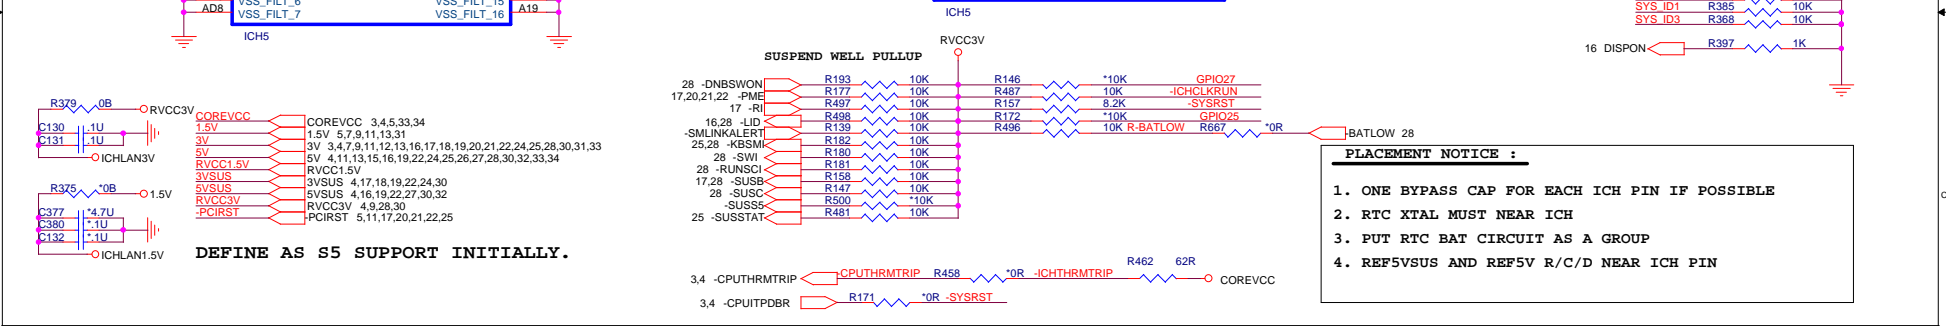 VSS_FILT_6
AD8 VSS_FILT_7
VSS_FILT_15
VSS_FILT_16 A19
ICH5
ICH5
SYS_ID1 R385 10K
SYS_ID3 R368 10K
16 DISPON R397 1K
RVCC3V
SUSPEND WELL PULLUP
28 -DNBSWON R193 10K
17,20,21,22 -PME R177 10K
17 -RI R497 10K
16,28 -LID R498 10K
-SMLINKALERT R139 10K
25,28 -KBSMI R182 10K
28 -SWI R180 10K
28 -RUNSCI R181 10K
17,28 -SUSB R158 10K
28 -SUSC R147 10K
-SUSS5 R500 *10K
25 -SUSSTAT R481 10K
R146 *10K GPIO27
R487 10K -ICHCLKRUN
R157 8.2K -SYSRST
R172 *10K GPIO25
R496 10K R-BATLOW R667 *0R -BATLOW 28
R379 0B RVCC3V
C130 .1U
C131 .1U
ICHLAN3V
R375 *0B 1.5V
C377 *4.7U
C380 *.1U
C132 *.1U
ICHLAN1.5V
COREVCC COREVCC 3,4,5,33,34
1.5V 1.5V 5,7,9,11,13,31
3V 3V 3,4,7,9,11,12,13,16,17,18,19,20,21,22,24,25,28,30,31,33
5V 5V 4,11,13,15,16,19,22,24,25,26,27,28,30,32,33,34
RVCC1.5V RVCC1.5V
3VSUS 3VSUS 4,17,18,19,22,24,30
5VSUS 5VSUS 4,16,19,22,27,30,32
RVCC3V RVCC3V 4,9,28,30
-PCIRST -PCIRST 5,11,17,20,21,22,25
DEFINE AS S5 SUPPORT INITIALLY.
3,4 -CPUTHRMTRIP -CPUTHRMTRIP R458 *0R -ICHTHRMTRIP R462 62R COREVCC
3,4 -CPUITPDBR R171 *0R -SYSRST
PLACEMENT NOTICE :
1. ONE BYPASS CAP FOR EACH ICH PIN IF POSSIBLE
2. RTC XTAL MUST NEAR ICH
3. PUT RTC BAT CIRCUIT AS A GROUP
4. REF5VSUS AND REF5V R/C/D NEAR ICH PIN